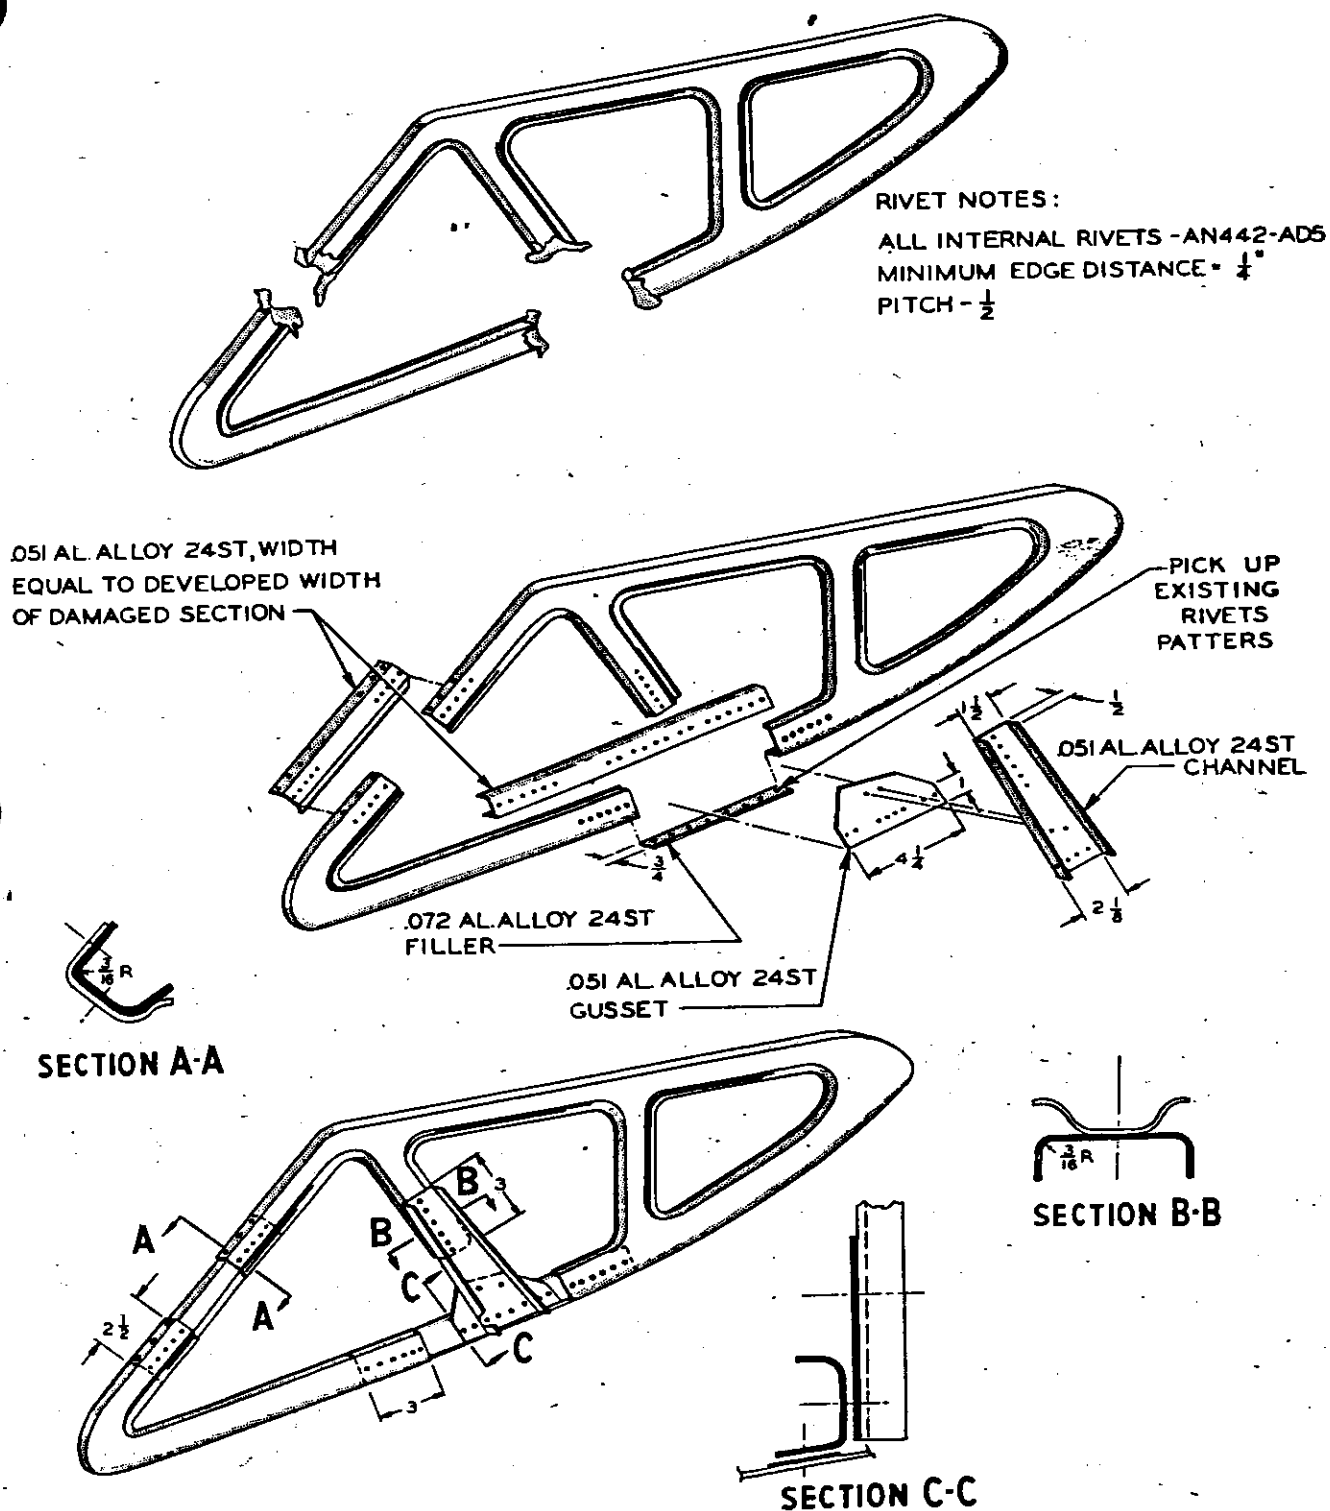 RIVET NOTES:
ALL INTERNAL RIVETS -AN442-AD5
MINIMUM EDGE DISTANCE = 1/4"
PITCH - 1/2
.051 AL. ALLOY 24ST, WIDTH
EQUAL TO DEVELOPED WIDTH
OF DAMAGED SECTION
PICK UP
EXISTING
RIVETS
PATTERS
1 1/2
1/2
.051 AL. ALLOY 24ST
CHANNEL
1
4 1/4
2 1/8
3/4
.072 AL. ALLOY 24ST
FILLER
.051 AL. ALLOY 24ST
GUSSET
3/16 R
SECTION A-A
A
A
2 1/2
B
B
3
C
C
3
3/16 R
SECTION B-B
SECTION C-C